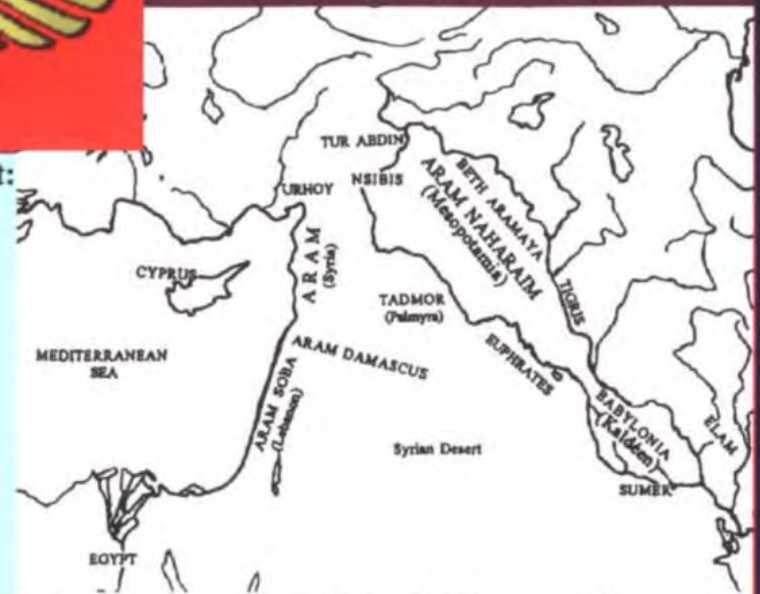 :
TUR ABDIN
URHOY
NSIBIS
BETH ARAMAYA
ARAM NAHARAIM
(Mesopotamia)
ARAM
(Syria)
CYPRUS
TADMOR
(Palmyra)
TIGRIS
MEDITERRANEAN
SEA
ARAM DAMASCUS
EUPHRATES
ARAM SOBA
(Lebanon)
BABYLONIA
(Kaldéen)
ELAM
Syrian Desert
SUMER
EGYPT